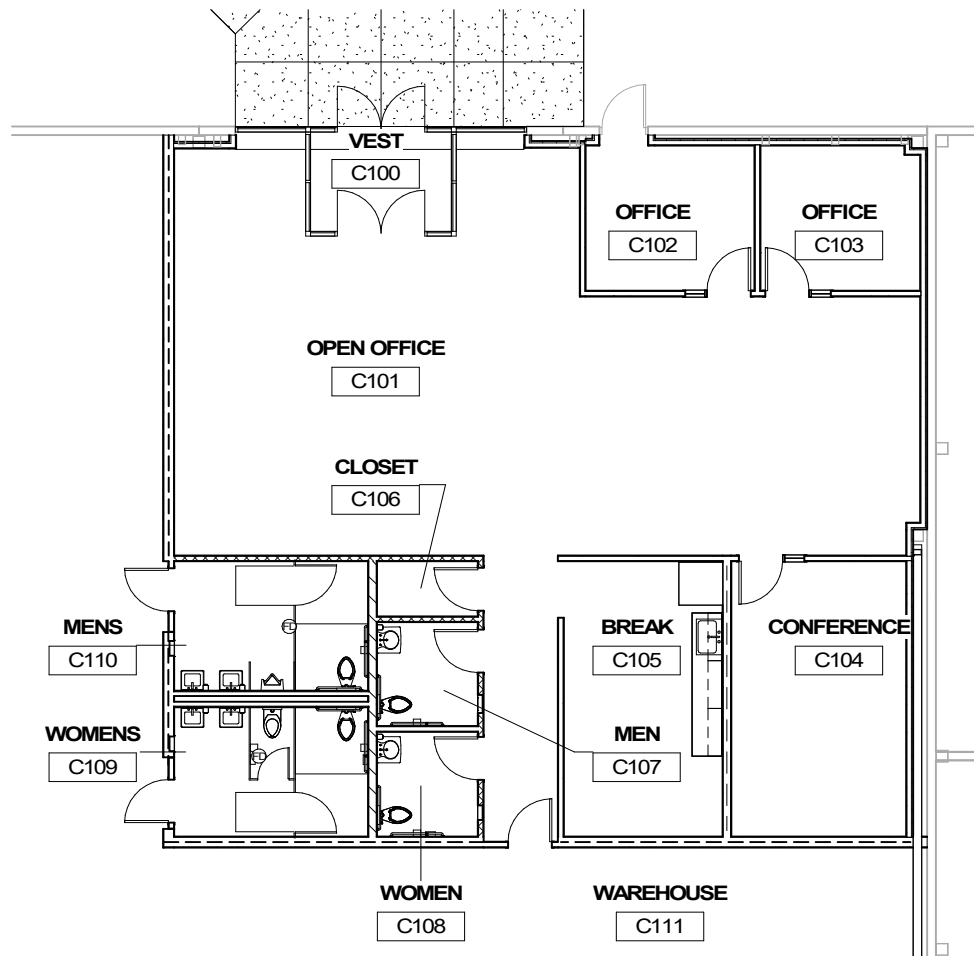 VEST
C100
OFFICE
C102
OFFICE
C103
OPEN OFFICE
C101
CLOSET
C106
MENS
C110
BREAK
C105
CONFERENCE
C104
WOMENS
C109
MEN
C107
WOMEN
C108
WAREHOUSE
C111